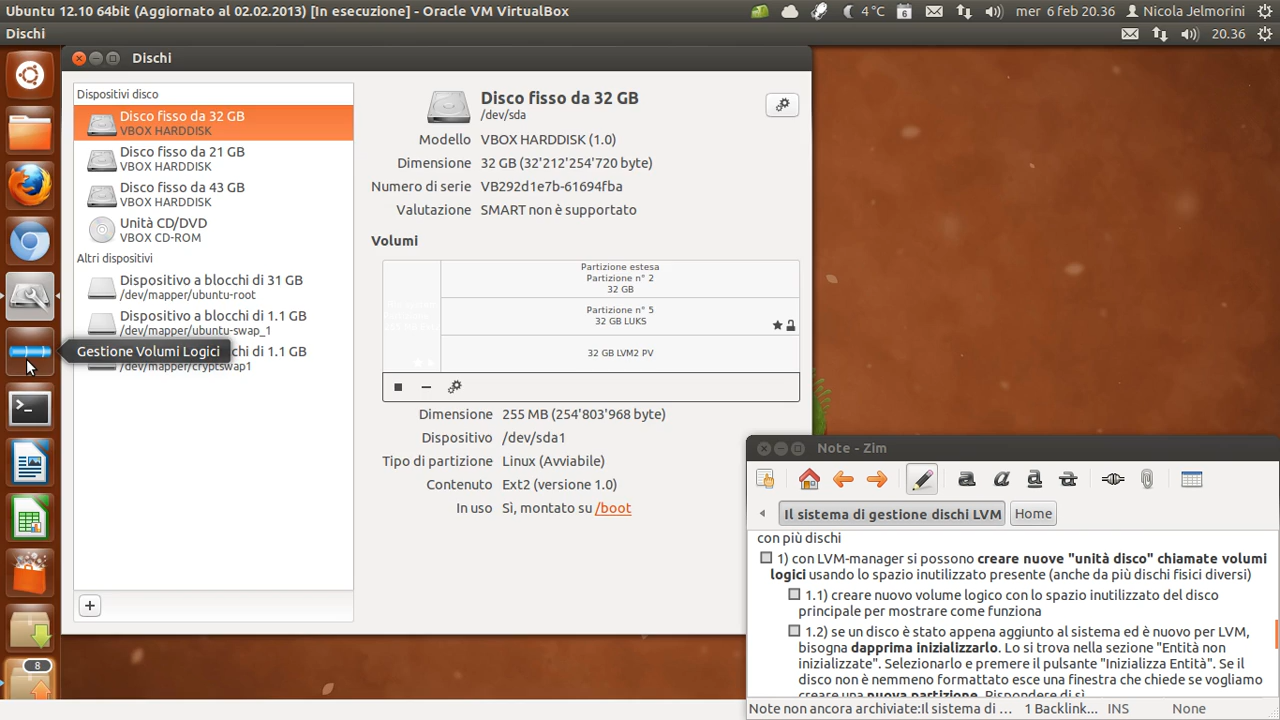 Ubuntu 12.10 64bit (Aggiornato al 02.02.2013) [In esecuzione] - Oracle VM VirtualBox
4 °C
6
mer 6 feb 20.36
Nicola Jelmorini
Dischi
20.36
Dischi
Dispositivi disco
Disco fisso da 32 GB
VBOX HARDDISK
Disco fisso da 21 GB
VBOX HARDDISK
Disco fisso da 43 GB
VBOX HARDDISK
Unità CD/DVD
VBOX CD-ROM
Altri dispositivi
Dispositivo a blocchi di 31 GB
/dev/mapper/ubuntu-root
Dispositivo a blocchi di 1.1 GB
/dev/mapper/ubuntu-swap_1
chi di 1.1 GB
/dev/mapper/cryptswap1
Gestione Volumi Logici
8
Disco fisso da 32 GB
/dev/sda
Modello VBOX HARDDISK (1.0)
Dimensione 32 GB (32'212'254'720 byte)
Numero di serie VB292d1e7b-61694fba
Valutazione SMART non è supportato
Volumi
Partizione estesa
Partizione n° 2
32 GB
Partizione n° 5
32 GB LUKS
32 GB LVM2 PV
Dimensione 255 MB (254'803'968 byte)
Dispositivo /dev/sda1
Tipo di partizione Linux (Avviabile)
Contenuto Ext2 (versione 1.0)
In uso Sì, montato su /boot
Note - Zim
a a a a
Il sistema di gestione dischi LVM
Home
con più dischi
1) con LVM-manager si possono creare nuove "unità disco" chiamate volumi
logici usando lo spazio inutilizzato presente (anche da più dischi fisici diversi)
1.1) creare nuovo volume logico con lo spazio inutilizzato del disco
principale per mostrare come funziona
1.2) se un disco è stato appena aggiunto al sistema ed è nuovo per LVM,
bisogna dapprima inizializzarlo. Lo si trova nella sezione "Entità non
inizializzate". Selezionarlo e premere il pulsante "Inizializza Entità". Se il
disco non è nemmeno formattato esce una finestra che chiede se vogliamo
creare una nuova partizione. Rispondere di sì
Note non ancora archiviate:Il sistema di ...
1 Backlink...
INS
None